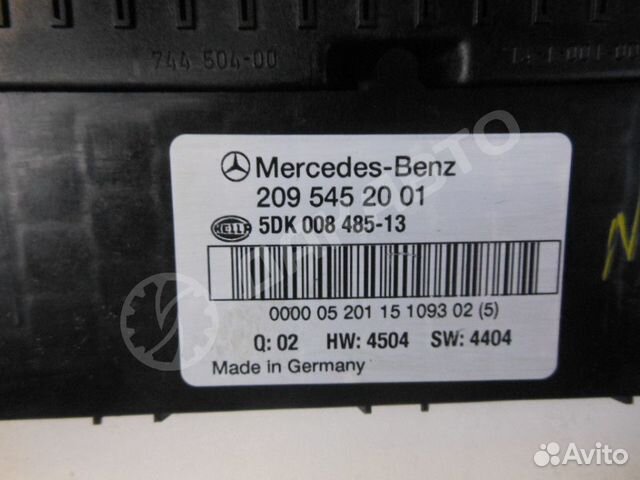 744 504-00
Mercedes-Benz
209 545 20 01
HELLA 5DK 008 485-13
0000 05 201 15 1093 02 (5)
Q: 02 HW: 4504 SW: 4404
Made in Germany
Avito